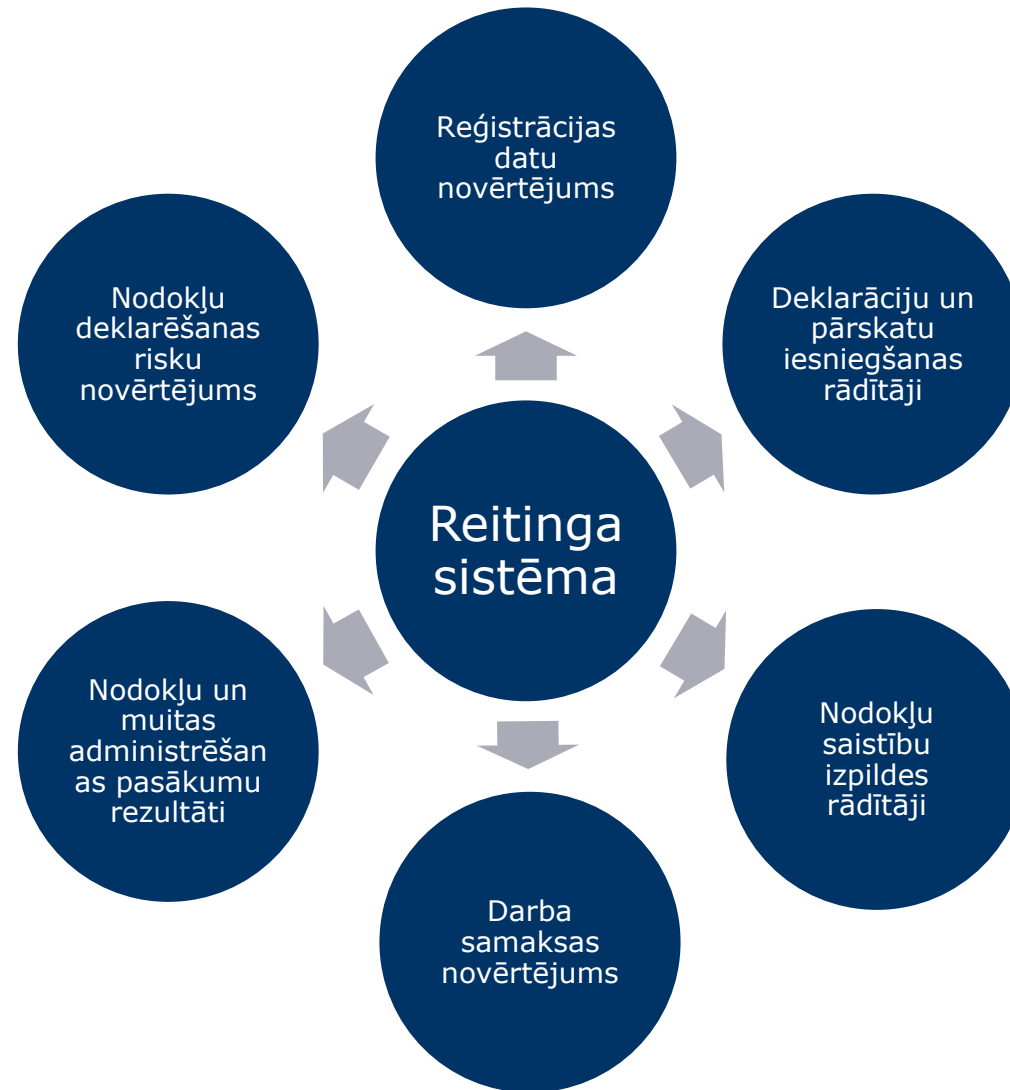 Reģistrācijas
datu
novērtējums
Nodokļu
deklarēšanas
risku
novērtējums
Deklarāciju un
pārskatu
iesniegšanas
rādītāji
Reitinga
sistēma
Nodokļu un
muitas
administrēšan
as pasākumu
rezultāti
Nodokļu
saistību
izpildes
rādītāji
Darba
samaksas
novērtējums